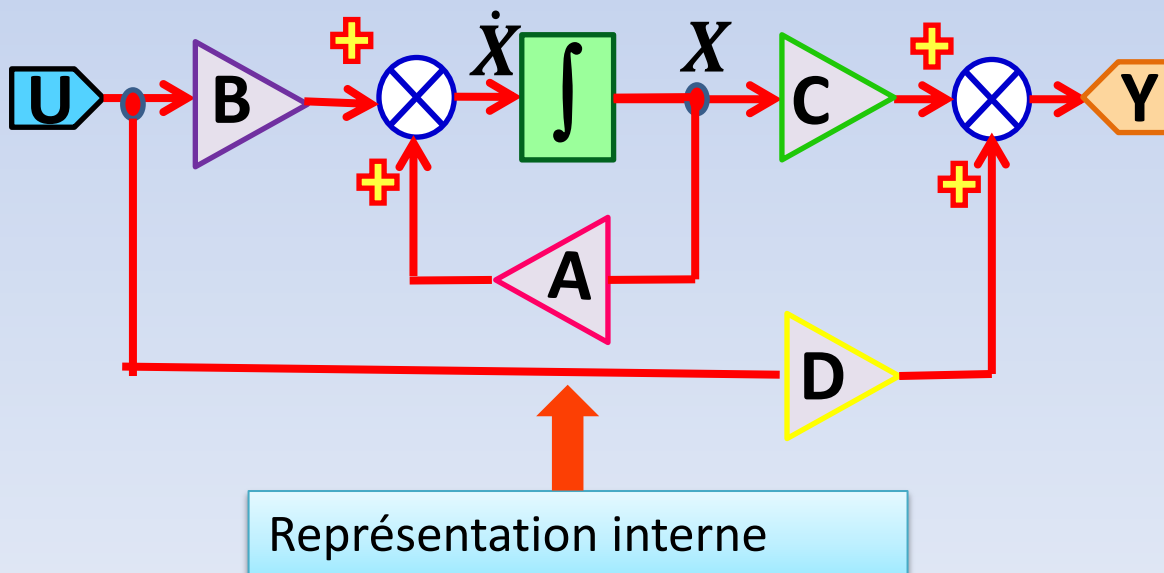 U
B
Ẋ
∫
X
C
Y
A
D
Représentation interne